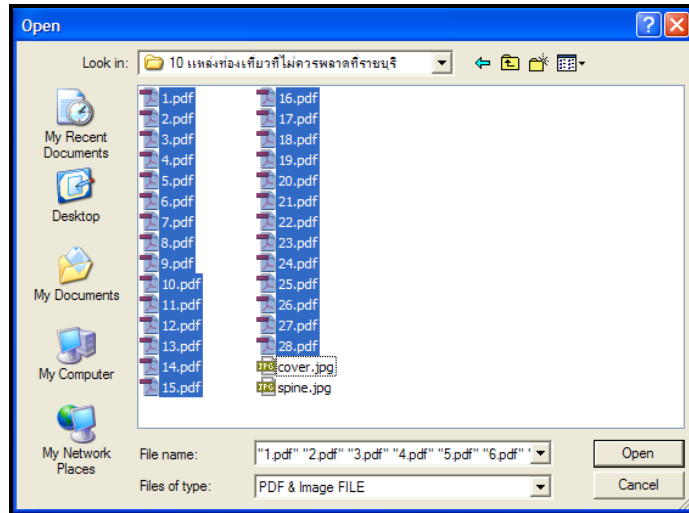 Open
Look in:
10 แหล่งท่องเที่ยวที่ไม่ควรพลาดที่ราชบุรี
My Recent
Documents
Desktop
My Documents
My Computer
My Network
Places
1.pdf
2.pdf
3.pdf
4.pdf
5.pdf
6.pdf
7.pdf
8.pdf
9.pdf
10.pdf
11.pdf
12.pdf
13.pdf
14.pdf
15.pdf
16.pdf
17.pdf
18.pdf
19.pdf
20.pdf
21.pdf
22.pdf
23.pdf
24.pdf
25.pdf
26.pdf
27.pdf
28.pdf
cover.jpg
spine.jpg
File name:
"1.pdf" "2.pdf" "3.pdf" "4.pdf" "5.pdf" "6.pdf" "
Open
Files of type:
PDF & Image FILE
Cancel